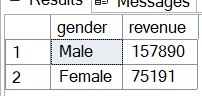 Results Messages
gender revenue
1 Male 157890
2 Female 75191